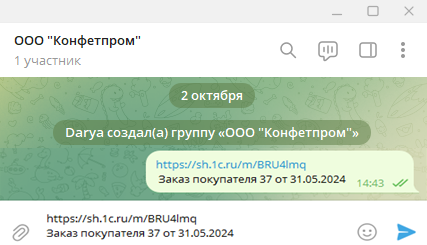 ООО "Конфетпром"
1 участник
2 октября
Darya создал(а) группу «ООО "Конфетпром"»
https://sh.1c.ru/m/BRU4lmq
Заказ покупателя 37 от 31.05.2024
14:43
https://sh.1c.ru/m/BRU4lmq
Заказ покупателя 37 от 31.05.2024